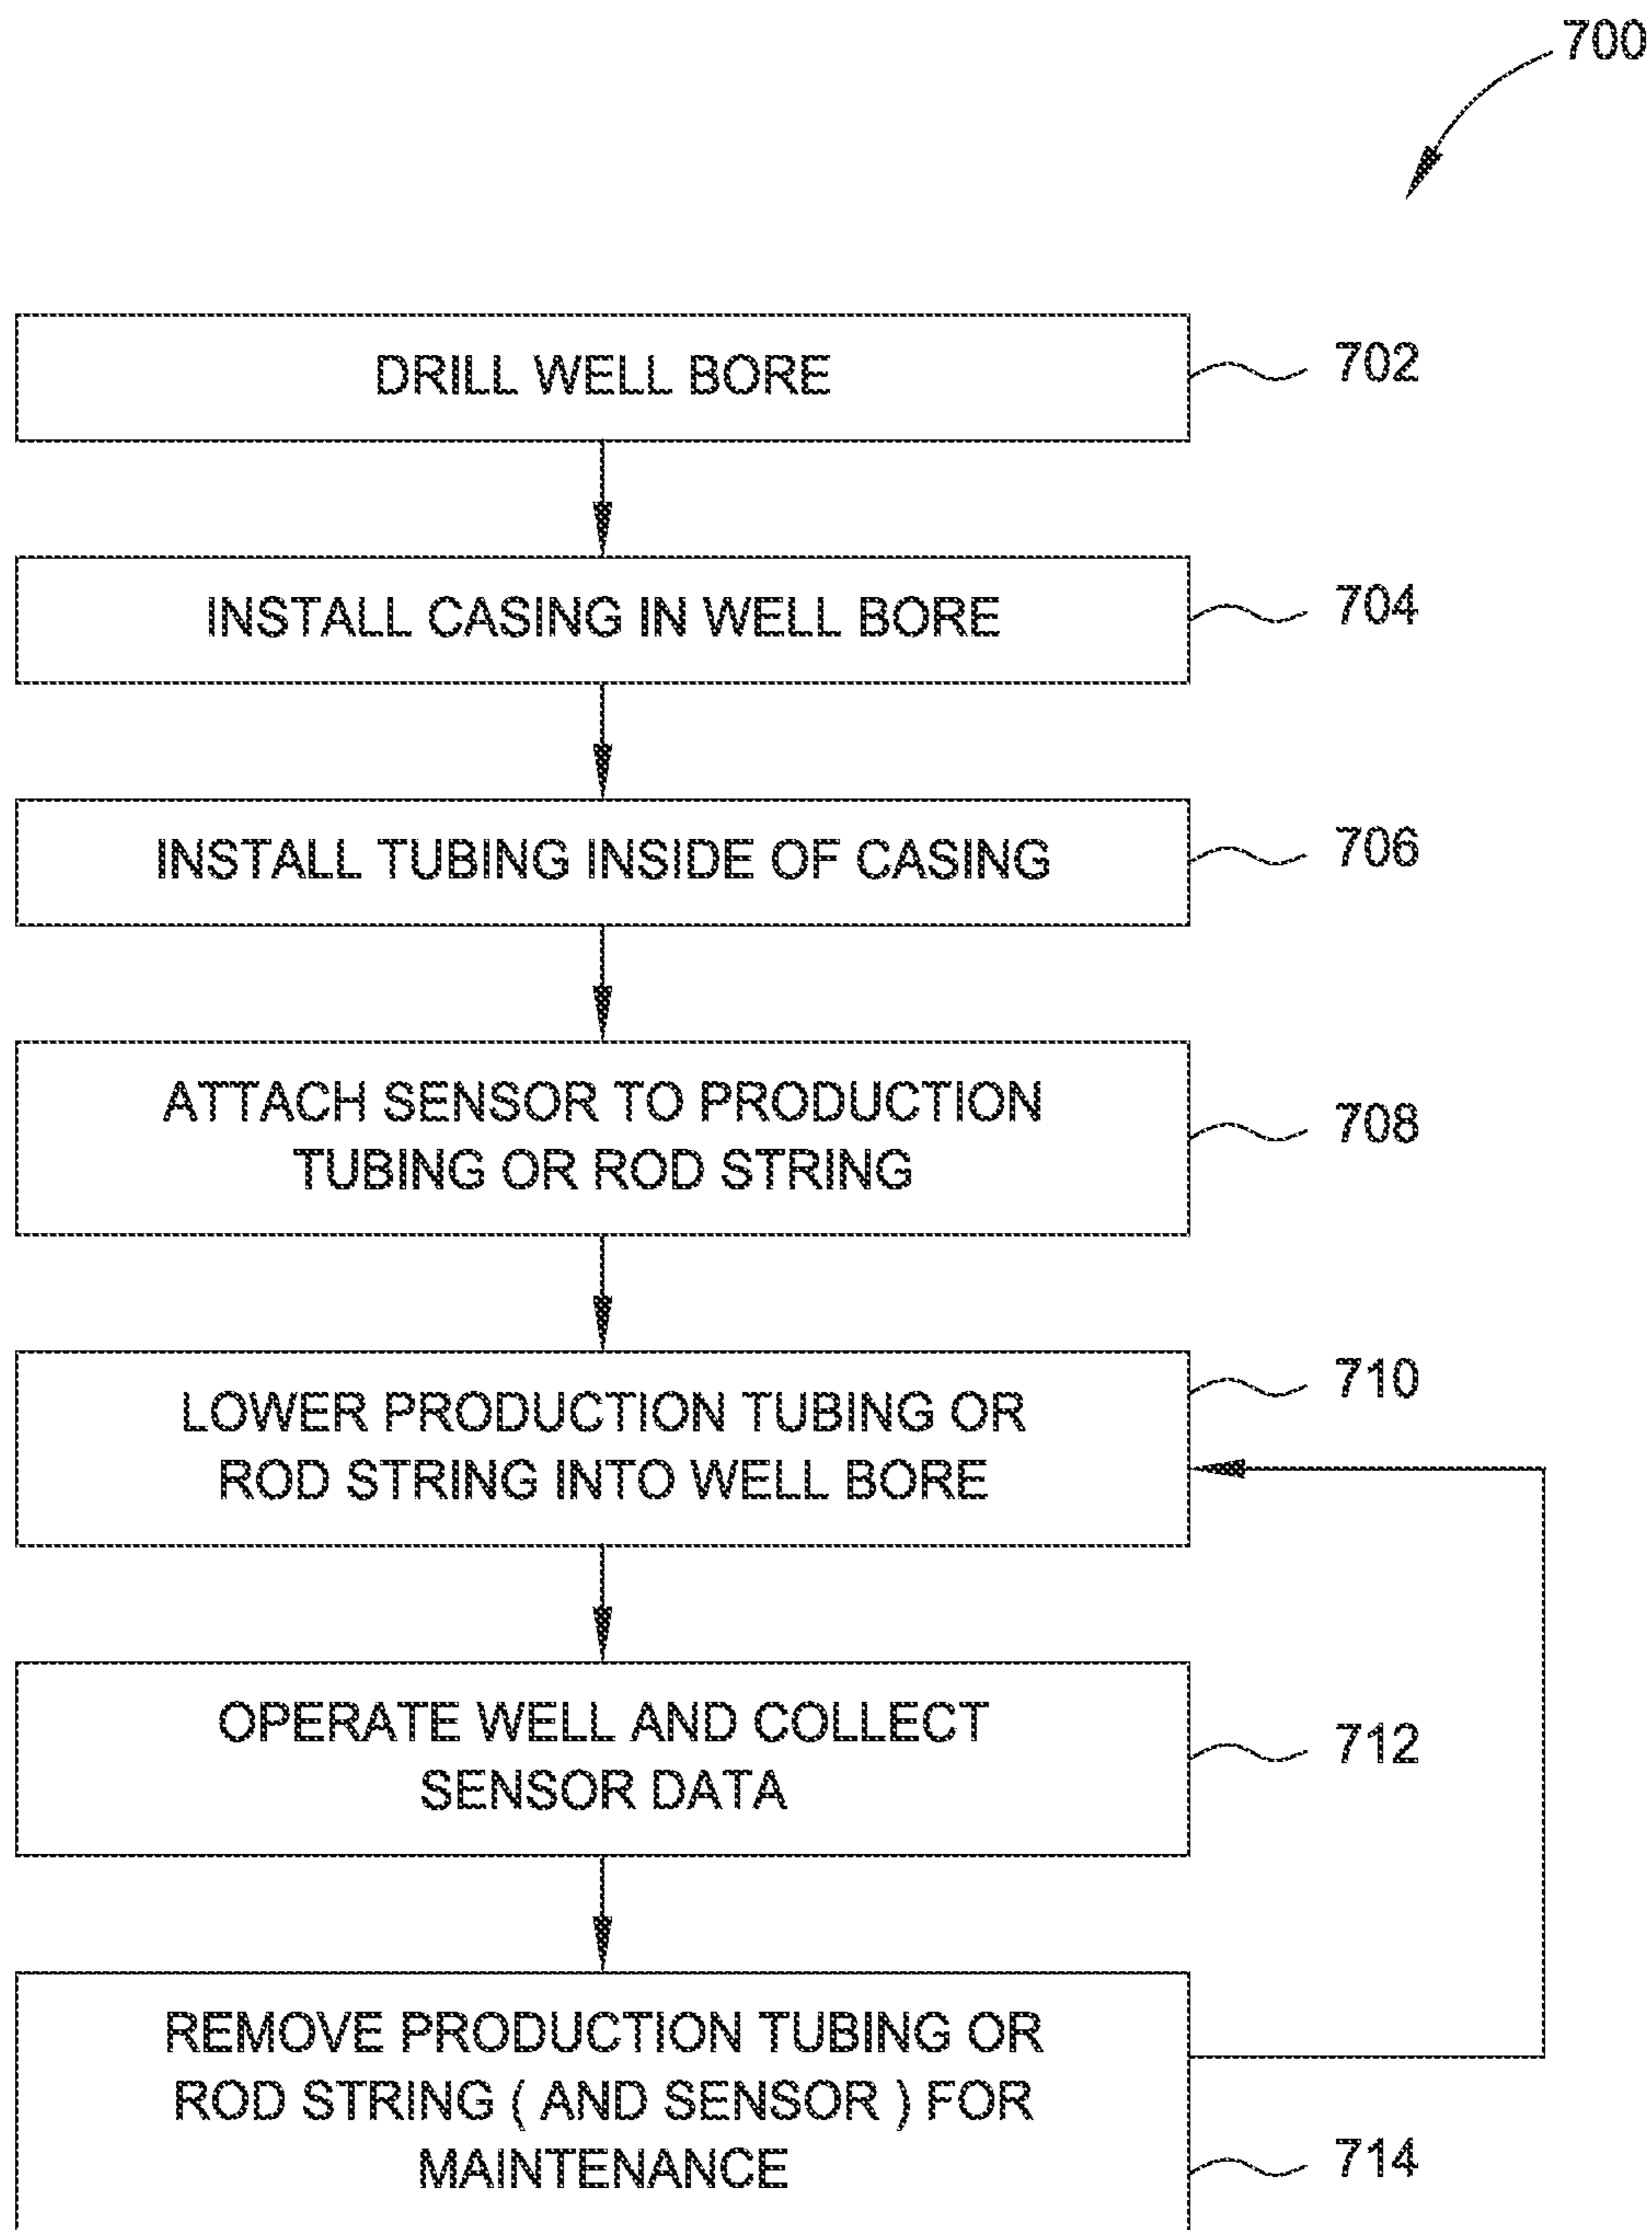 700
DRILL WELL BORE
702
INSTALL CASING IN WELL BORE
704
INSTALL TUBING INSIDE OF CASING
706
ATTACH SENSOR TO PRODUCTION
TUBING OR ROD STRING
708
LOWER PRODUCTION TUBING OR
ROD STRING INTO WELL BORE
710
OPERATE WELL AND COLLECT
SENSOR DATA
712
REMOVE PRODUCTION TUBING OR
ROD STRING ( AND SENSOR ) FOR
MAINTENANCE
714